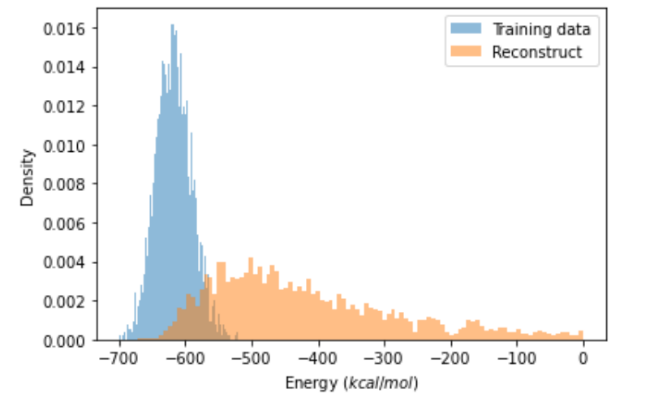 Training data
Reconstruct
0.016
0.014
0.012
0.010
0.008
0.006
0.004
0.002
0.000
Density
−700 −600 −500 −400 −300 −200 −100 0
Energy (kcal/mol)